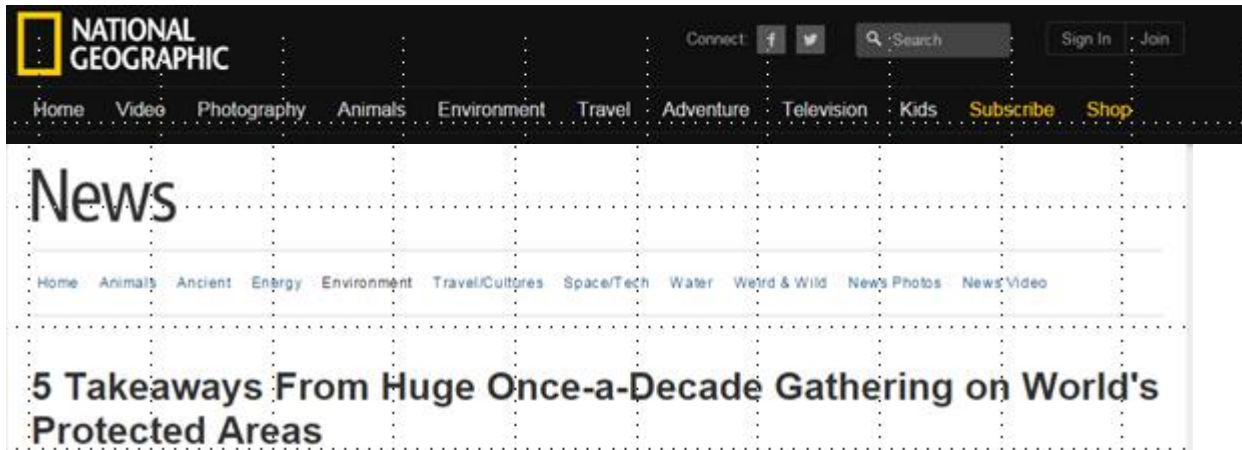 NATIONAL
GEOGRAPHIC
Connect: f Search Sign In Join
Home Video Photography Animals Environment Travel Adventure Television Kids Subscribe Shop
News
Home Animals Ancient Energy Environment Travel/Cultures Space/Tech Water Weird & Wild News Photos News Video
5 Takeaways From Huge Once-a-Decade Gathering on World's
Protected Areas